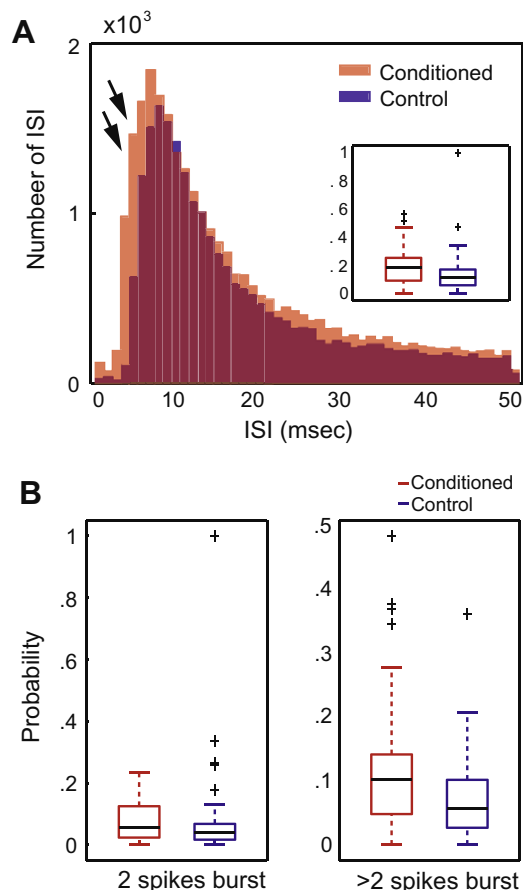 A
x10³
2
1
0
Numbeer of ISI
Conditioned
Control
1
.8
.6
.4
.2
0
0 10 20 30 40 50
ISI (msec)
B
Conditioned
Control
Probability
1
.8
.6
.4
.2
0
2 spikes burst
.5
.4
.3
.2
.1
0
>2 spikes burst